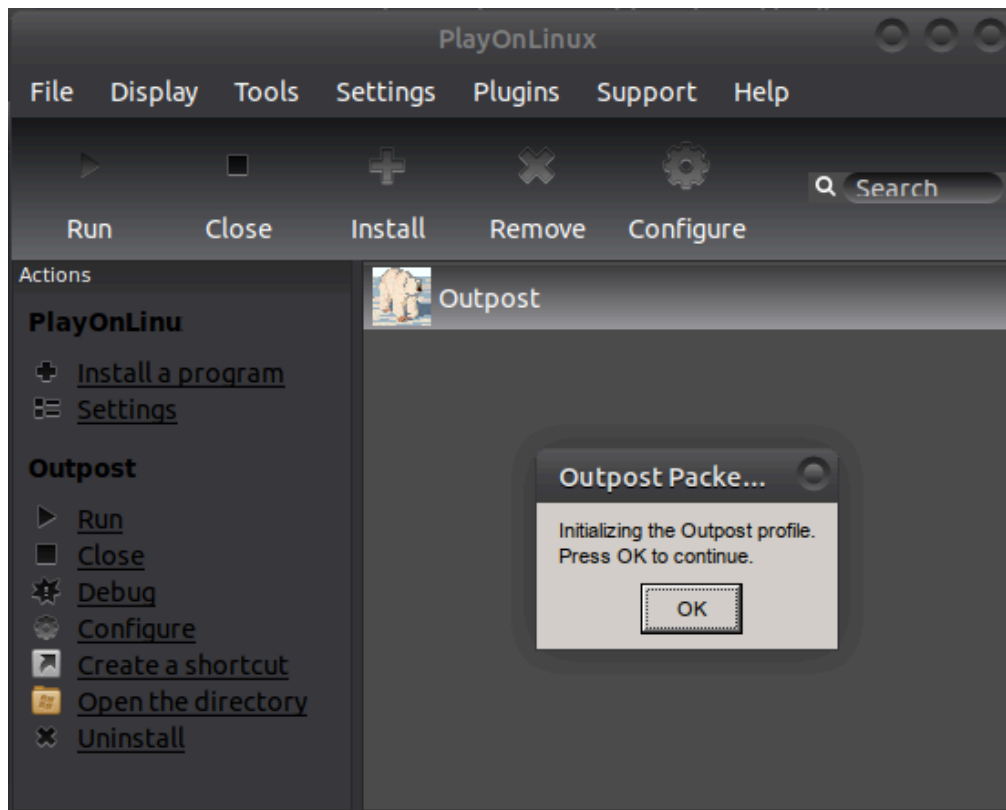 PlayOnLinux
File Display Tools Settings Plugins Support Help
Search
Run Close Install Remove Configure
Actions
Outpost
PlayOnLinu
Install a program
Settings
Outpost
Run
Close
Debug
Configure
Create a shortcut
Open the directory
Uninstall
Outpost Packe...
Initializing the Outpost profile.
Press OK to continue.
OK